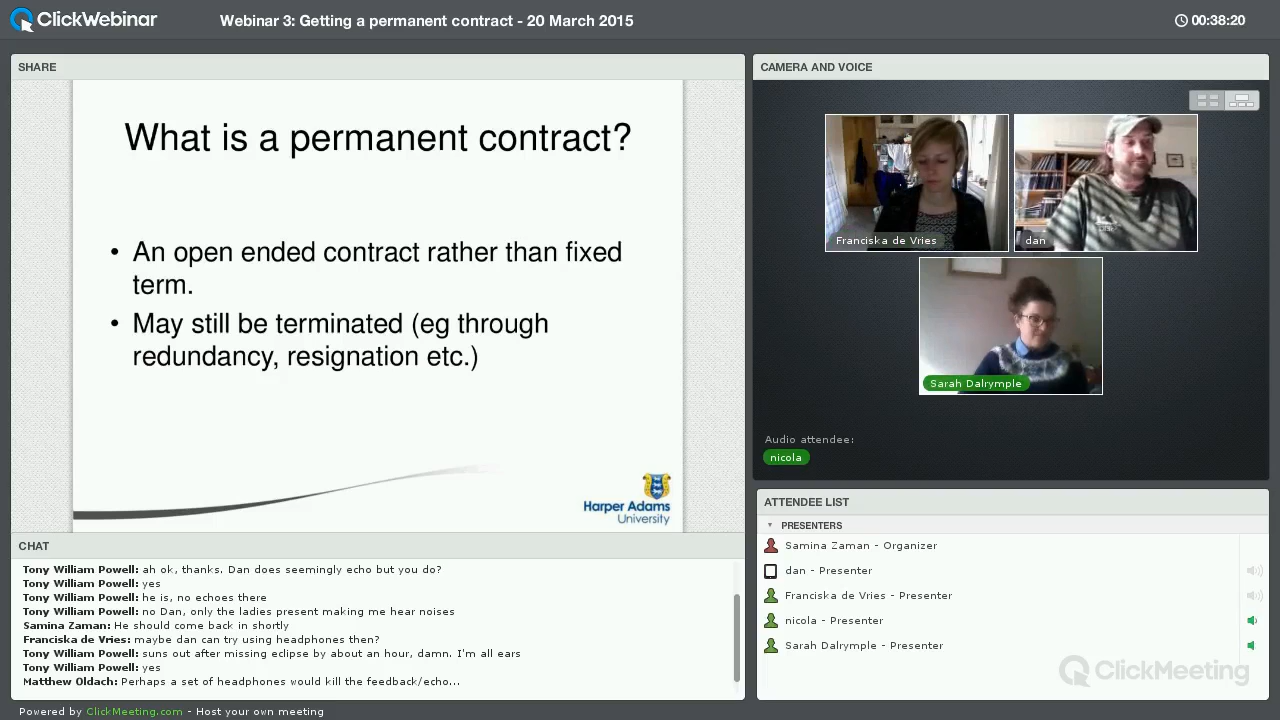 ClickWebinar
Webinar 3: Getting a permanent contract - 20 March 2015
00:38:20
SHARE
What is a permanent contract?
• An open ended contract rather than fixed
term.
• May still be terminated (eg through
redundancy, resignation etc.)
Harper Adams
University
CHAT
Tony William Powell: ah ok, thanks. Dan does seemingly echo but you do?
Tony William Powell: yes
Tony William Powell: he is, no echoes there
Tony William Powell: no Dan, only the ladies present making me hear noises
Samina Zaman: He should come back in shortly
Franciska de Vries: maybe dan can try using headphones then?
Tony William Powell: suns out after missing eclipse by about an hour, damn. I'm all ears
Tony William Powell: yes
Matthew Oldach: Perhaps a set of headphones would kill the feedback/echo...
CAMERA AND VOICE
Franciska de Vries
dan
Sarah Dalrymple
Audio attendee:
nicola
ATTENDEE LIST
PRESENTERS
Samina Zaman - Organizer
dan - Presenter
Franciska de Vries - Presenter
nicola - Presenter
Sarah Dalrymple - Presenter
ClickMeeting
Powered by ClickMeeting.com - Host your own meeting